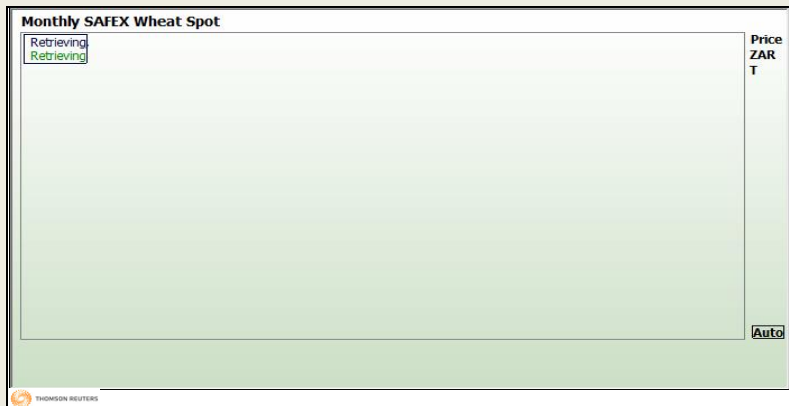 Monthly SAFEX Wheat Spot
Retrieving.
Retrieving
Price
ZAR
T
Auto
THOMSON REUTERS